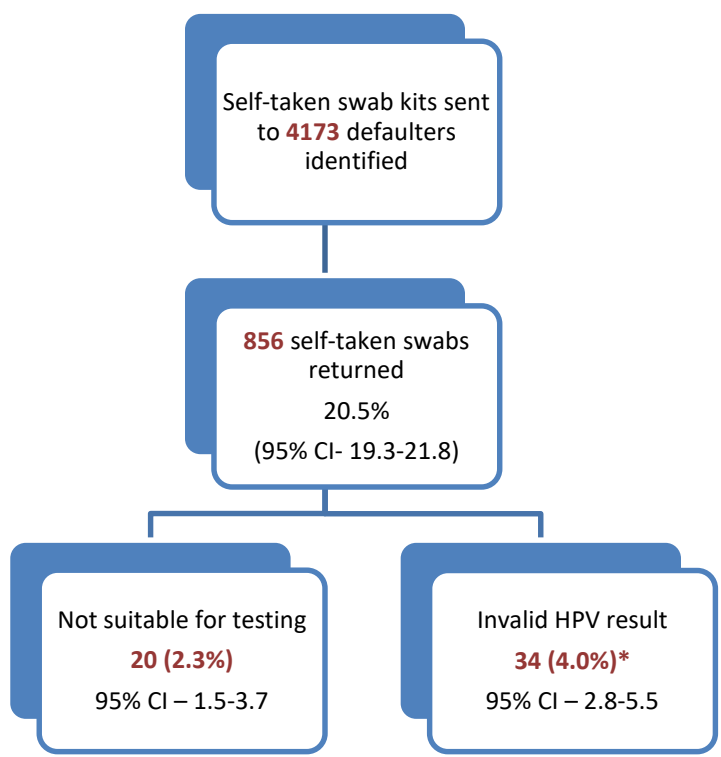 Self-taken swab kits sent
to 4173 defaulters
identified
856 self-taken swabs
returned
20.5%
(95% CI- 19.3-21.8)
Not suitable for testing
20 (2.3%)
95% CI – 1.5-3.7
Invalid HPV result
34 (4.0%)*
95% CI – 2.8-5.5